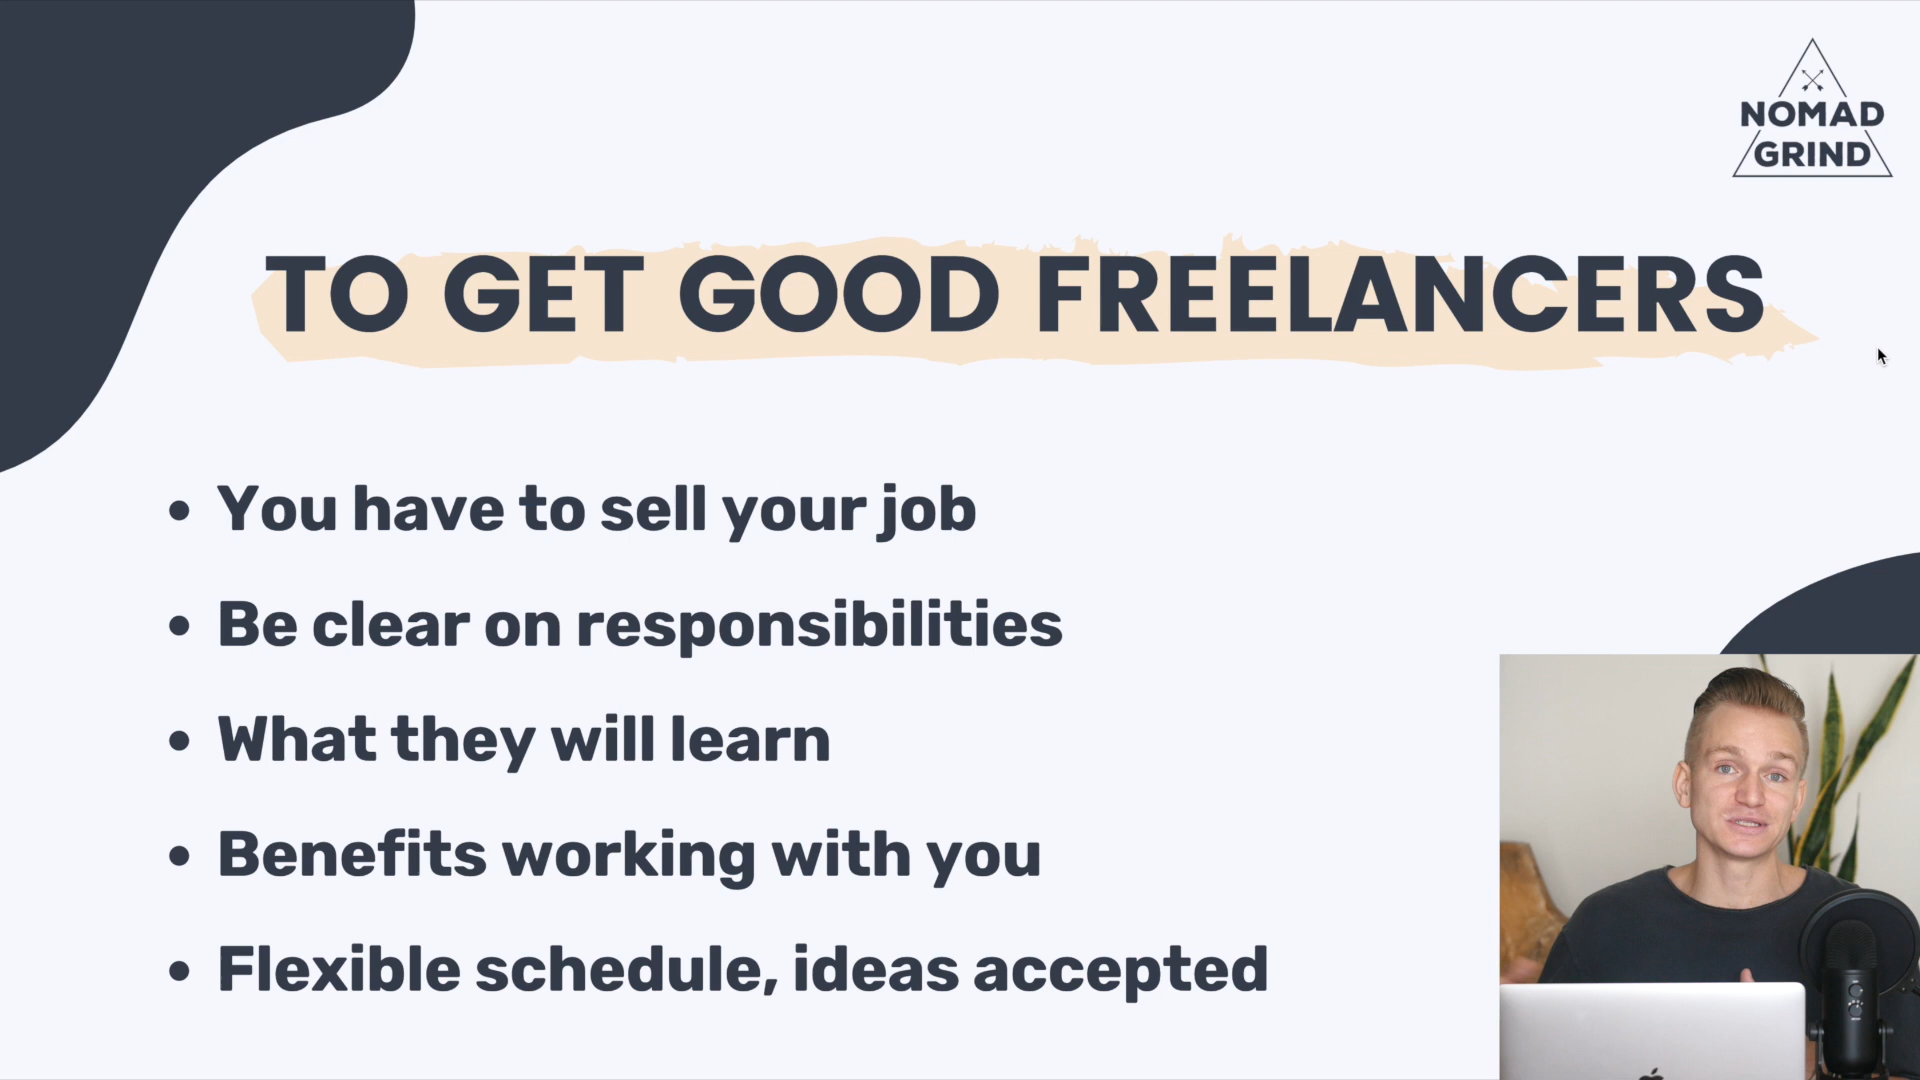 NOMAD
GRIND
TO GET GOOD FREELANCERS
• You have to sell your job
• Be clear on responsibilities
• What they will learn
• Benefits working with you
• Flexible schedule, ideas accepted